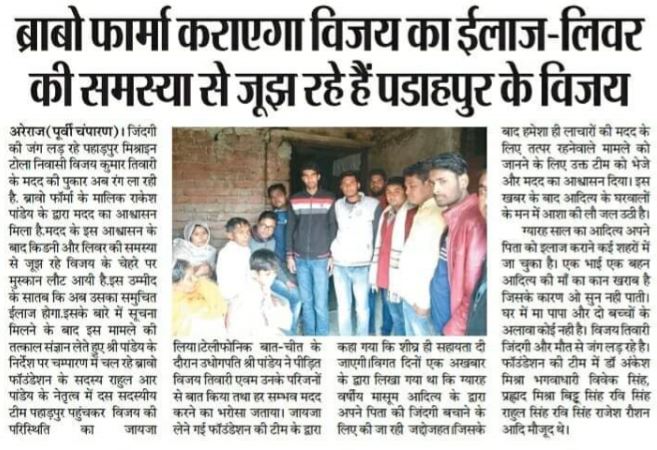 ब्राबो फार्मा कराएगा विजय का ईलाज-लिवर
की समस्या से जूझ रहे हैं पडाहपुर के विजय
अरेराज(पूर्वी चंपारण)। जिंदगी
की जंग लड़ रहे पहाड़पुर मिश्राइन
टोला निवासी विजय कुमार तिवारी
के मदद की पुकार अब रंग ला रही
है. ब्रावो फॉर्मा के मालिक राकेश
पांडेय के द्वारा मदद का आश्वासन
मिला है.मदद के इस आश्वासन के
बाद किडनी और लिवर की समस्या
से जूझ रहे विजय के चेहरे पर
मुस्कान लौट आयी है.इस उम्मीद
के सातब कि अब उसका समुचित
ईलाज होगा.इसके बारे में सूचना
मिलने के बाद इस मामले की
तत्काल संज्ञान लेते हुए श्री पांडेय के
निर्देश पर चम्पारण में चल रहे ब्रावो
फॉउंडेशन के सदस्य राहुल आर
पांडेय के नेतृत्व में दस सदस्यीय
टीम पहाड़पुर पहुंचकर विजय की
परिस्थिति का जायजा
लिया।टेलीफोनिक बात-चीत के
दौरान उधोगपति श्री पांडेय ने पीड़ित
विजय तिवारी एवम उनके परिजनों
से बात किया तथा हर सम्भव मदद
करने का भरोसा जताया। जायजा
लेने गई फॉउंडेशन की टीम के द्वारा
कहा गया कि शीघ्र ही सहायता दी
जाएगी।विगत दिनों एक अखबार
के द्वारा लिखा गया था कि ग्यारह
वर्षीय मासूम आदित्य के द्वारा
अपने पिता की जिंदगी बचाने के
लिए की जा रही जद्दोजहत।जिसके
बाद हमेशा ही लाचारों की मदद के
लिए तत्पर रहनेवाले मामले को
जानने के लिए उक्त टीम को भेजे
और मदद का आश्वासन दिया। इस
खबर के बाद आदित्य के घरवालों
के मन में आशा की लौ जल उठी है।
ग्यारह साल का आदित्य अपने
पिता को इलाज कराने कई शहरों में
जा चुका है। एक भाई एक बहन
आदित्य की माँ का कान खराब है
जिसके कारण ओ सुन नही पाती।
घर में मा पापा और दो बच्चों के
अलावा कोई नही है। विजय तिवारी
जिंदगी और मौत से जंग लड़ रहे है।
फॉउंडेशन की टीम में डॉ अंकेश
मिश्रा भगवाधारी विवेक सिंह,
प्रह्लाद मिश्रा बिट्टू सिंह रवि सिंह
राहुल सिंह रवि सिंह राजेश रौशन
आदि मौजूद थे।